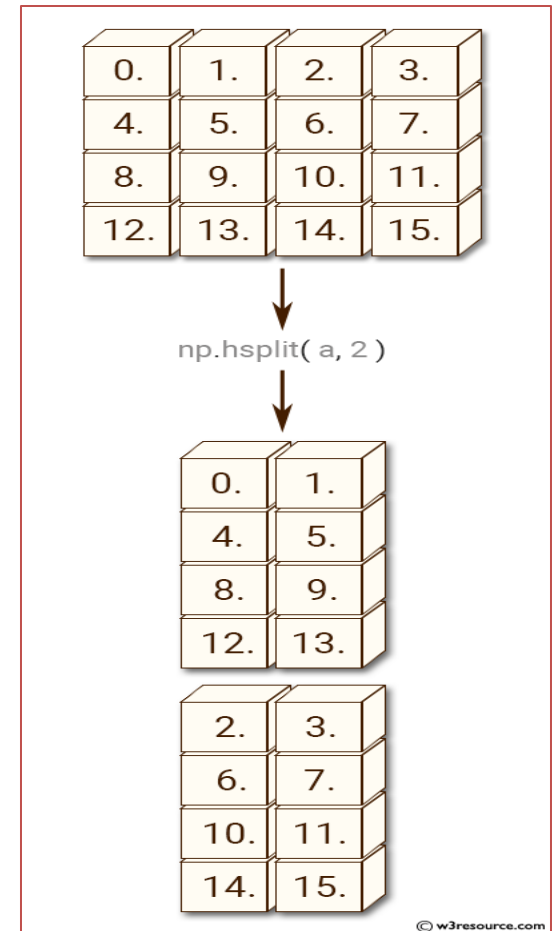 0. 1. 2. 3.
4. 5. 6. 7.
8. 9. 10. 11.
12. 13. 14. 15.
np.hsplit( a, 2 )
0. 1.
4. 5.
8. 9.
12. 13.
2. 3.
6. 7.
10. 11.
14. 15.
© w3resource.com